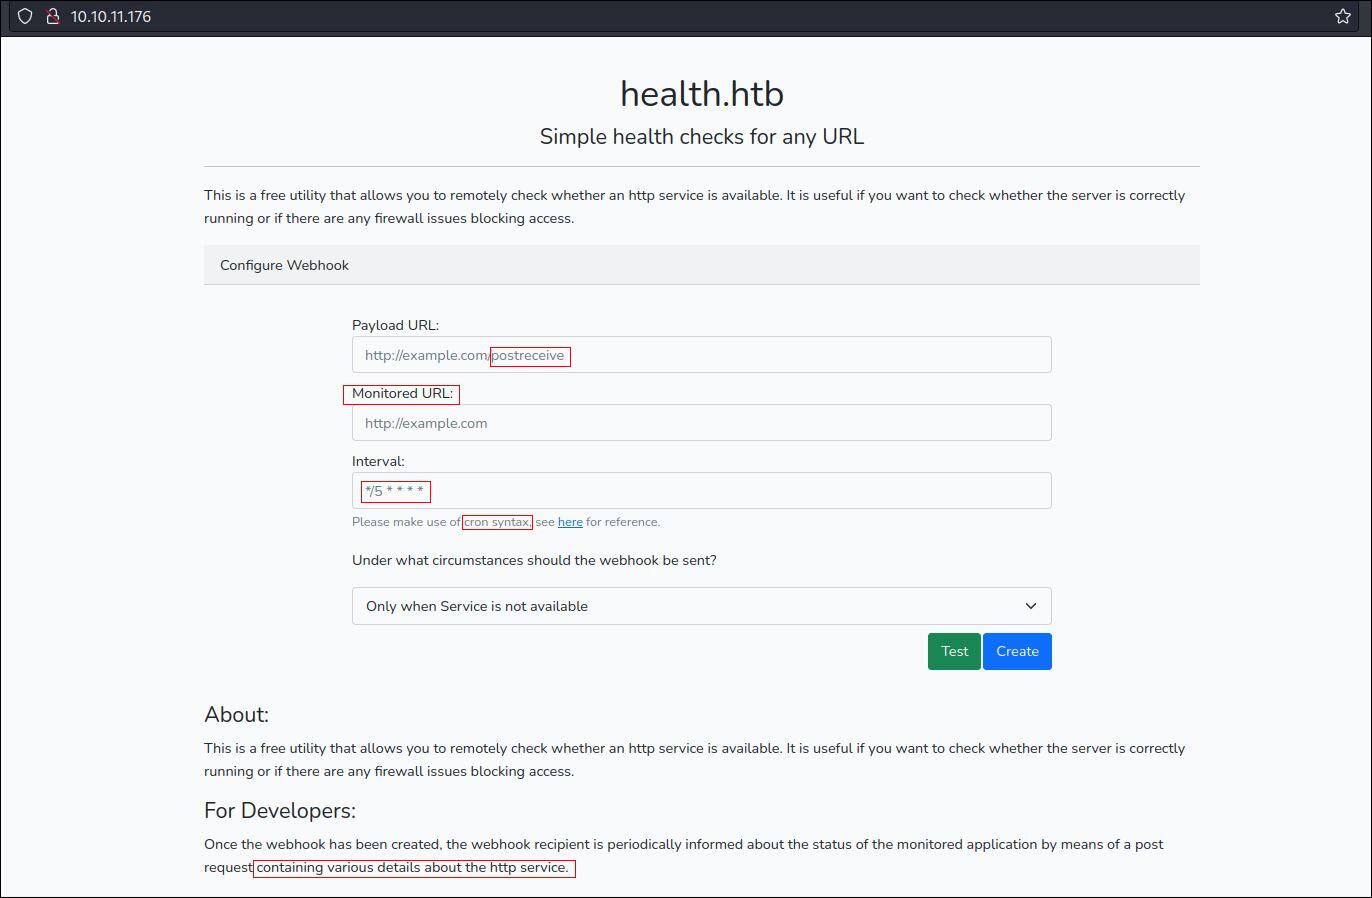 10.10.11.176
health.htb
Simple health checks for any URL
This is a free utility that allows you to remotely check whether an http service is available. It is useful if you want to check whether the server is correctly
running or if there are any firewall issues blocking access.
Configure Webhook
Payload URL:
http://example.com/postreceive
Monitored URL:
http://example.com
Interval:
*/5 * * * *
Please make use of cron syntax, see here for reference.
Under what circumstances should the webhook be sent?
Only when Service is not available
Test Create
About:
This is a free utility that allows you to remotely check whether an http service is available. It is useful if you want to check whether the server is correctly
running or if there are any firewall issues blocking access.
For Developers:
Once the webhook has been created, the webhook recipient is periodically informed about the status of the monitored application by means of a post
request containing various details about the http service.